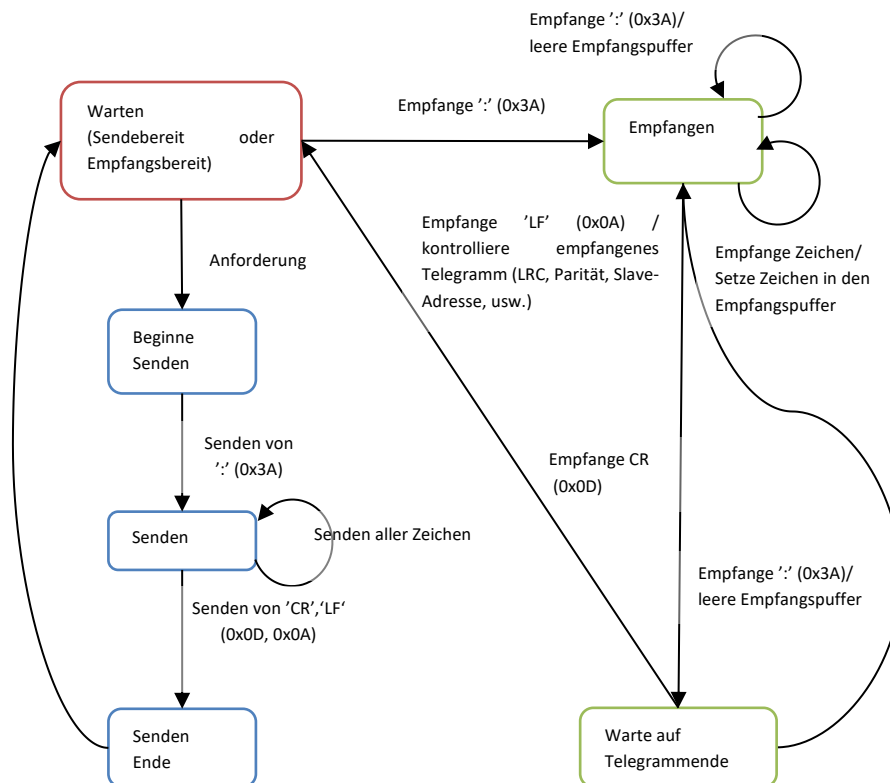 Empfange ’:’ (0x3A)/
leere Empfangspuffer
Warten
(Sendebereit oder
Empfangsbereit)
Empfange ’:’ (0x3A)
Empfangen
Empfange ’LF’ (0x0A) /
kontrolliere empfangenes
Telegramm (LRC, Parität, Slave-
Adresse, usw.)
Empfange Zeichen/
Setze Zeichen in den
Empfangspuffer
Anforderung
Beginne
Senden
Senden von
’:’ (0x3A)
Empfange CR
(0x0D)
Senden
Senden aller Zeichen
Senden von ’CR’,‘LF‘
(0x0D, 0x0A)
Empfange ’:’ (0x3A)/
leere Empfangspuffer
Senden
Ende
Warte auf
Telegrammende